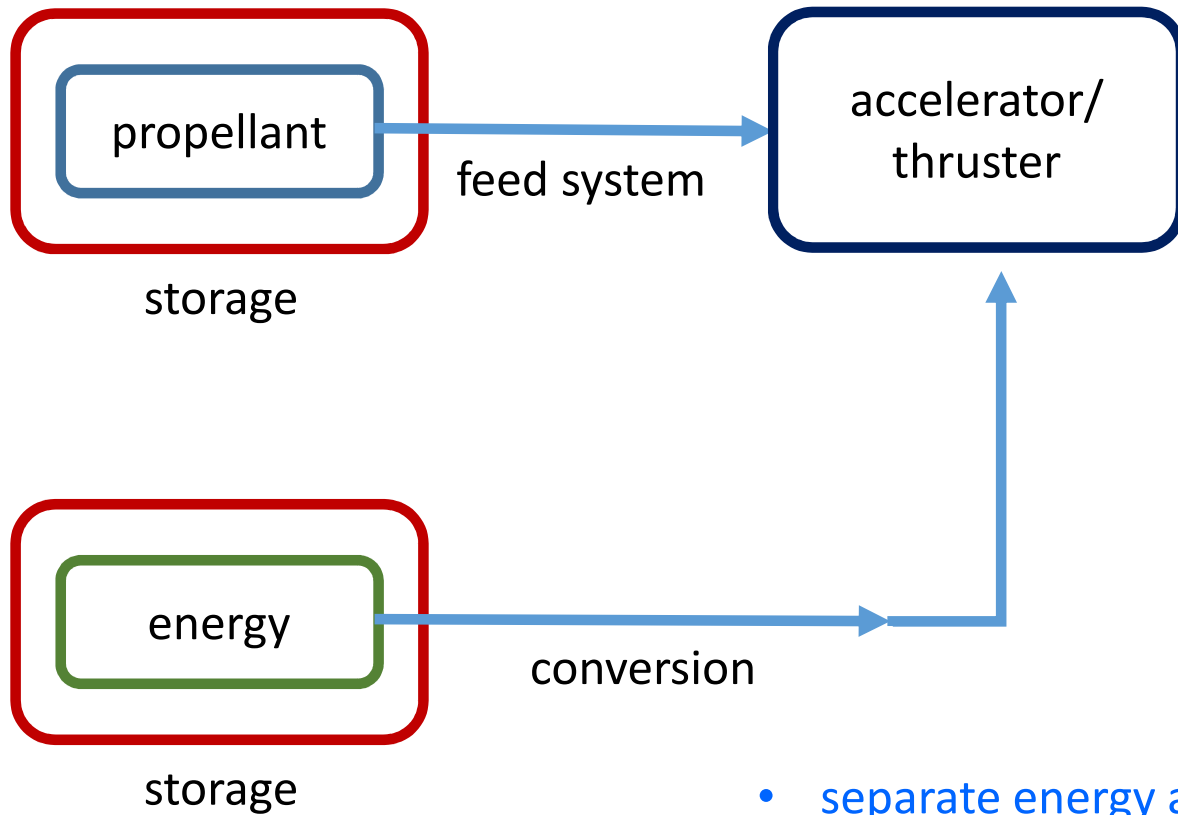 propellant
accelerator/
thruster
feed system
storage
energy
conversion
storage
• separate energy a